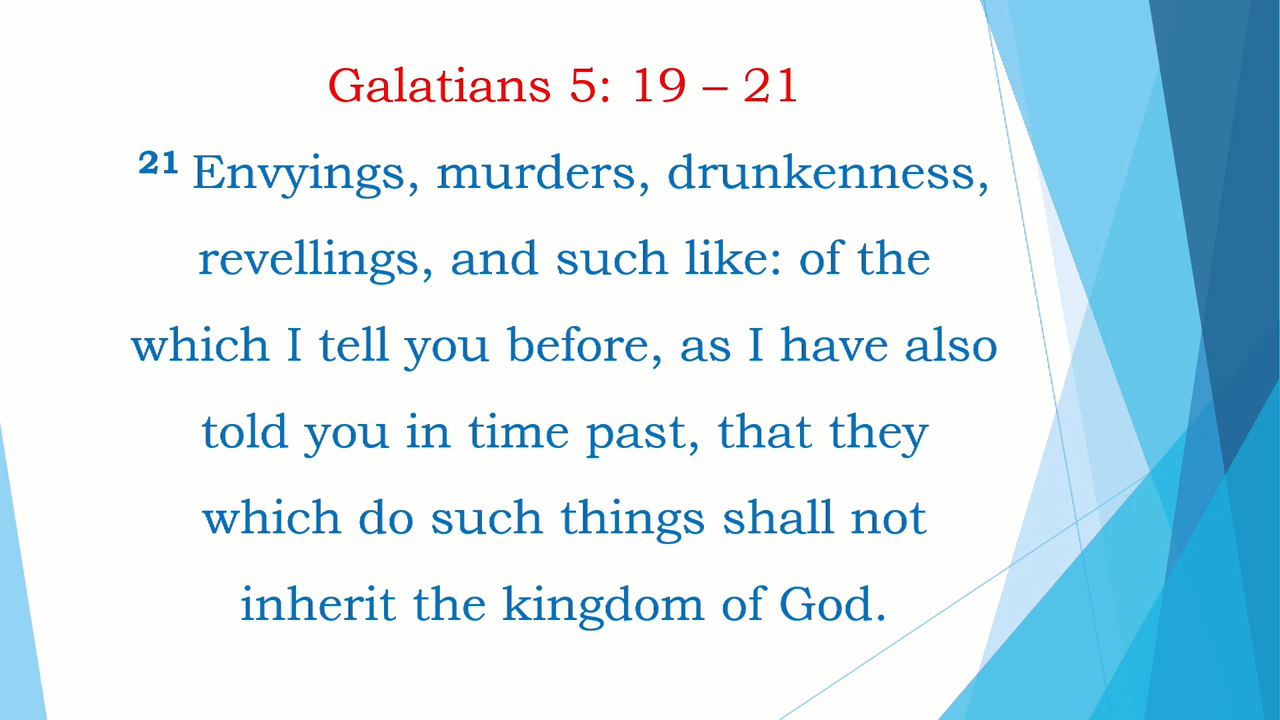 Galatians 5: 19 – 21
21 Envyings, murders, drunkenness,
revellings, and such like: of the
which I tell you before, as I have also
told you in time past, that they
which do such things shall not
inherit the kingdom of God.